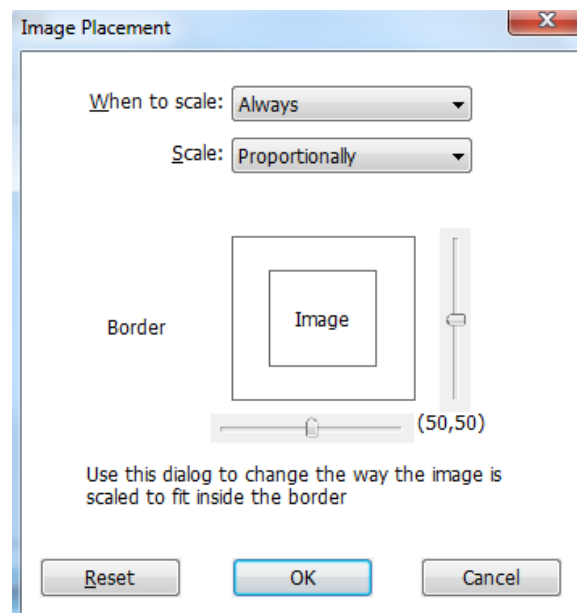 Image Placement
When to scale: Always
Scale: Proportionally
Border
Image
(50,50)
Use this dialog to change the way the image is
scaled to fit inside the border
Reset OK Cancel